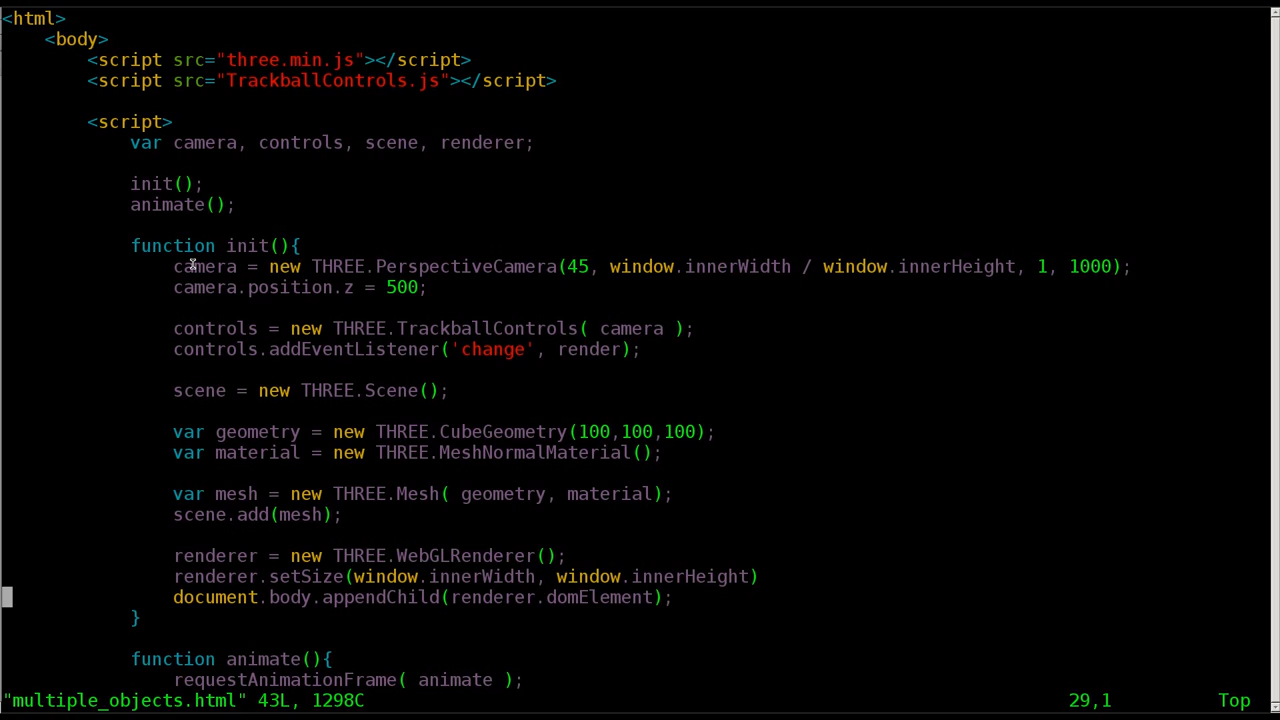 <html>
<body>
<script src="three.min.js"></script>
<script src="TrackballControls.js"></script>
<script>
var camera, controls, scene, renderer;
init();
animate();
function init(){
camera = new THREE.PerspectiveCamera(45, window.innerWidth / window.innerHeight, 1, 1000);
camera.position.z = 500;
controls = new THREE.TrackballControls( camera );
controls.addEventListener('change', render);
scene = new THREE.Scene();
var geometry = new THREE.CubeGeometry(100,100,100);
var material = new THREE.MeshNormalMaterial();
var mesh = new THREE.Mesh( geometry, material);
scene.add(mesh);
renderer = new THREE.WebGLRenderer();
renderer.setSize(window.innerWidth, window.innerHeight)
document.body.appendChild(renderer.domElement);
}
function animate(){
requestAnimationFrame( animate );
"multiple_objects.html" 43L, 1298C 29,1 Top